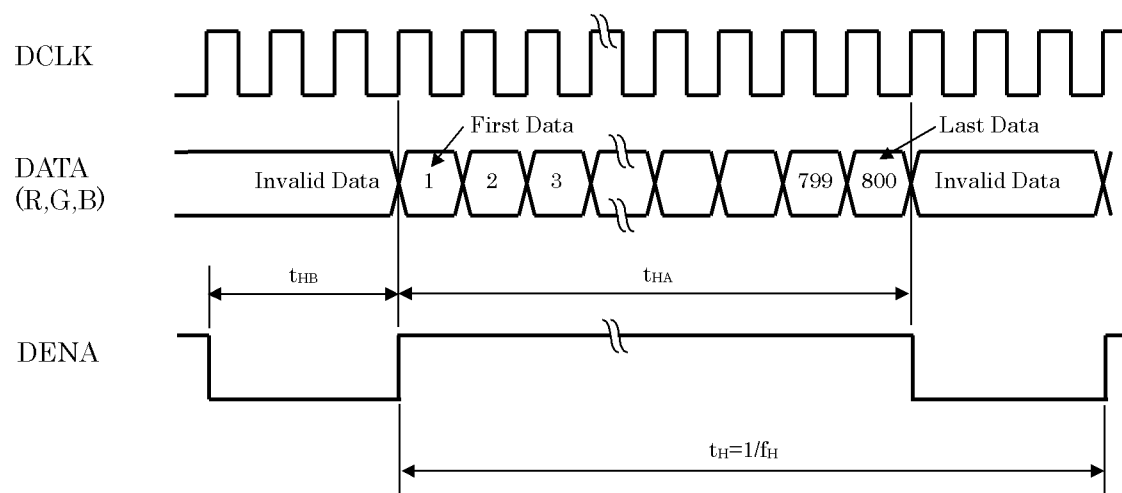 DCLK
First Data
Last Data
DATA
(R,G,B)
Invalid Data
1
2
3
799
800
Invalid Data
tHB
tHA
DENA
tH=1/fH